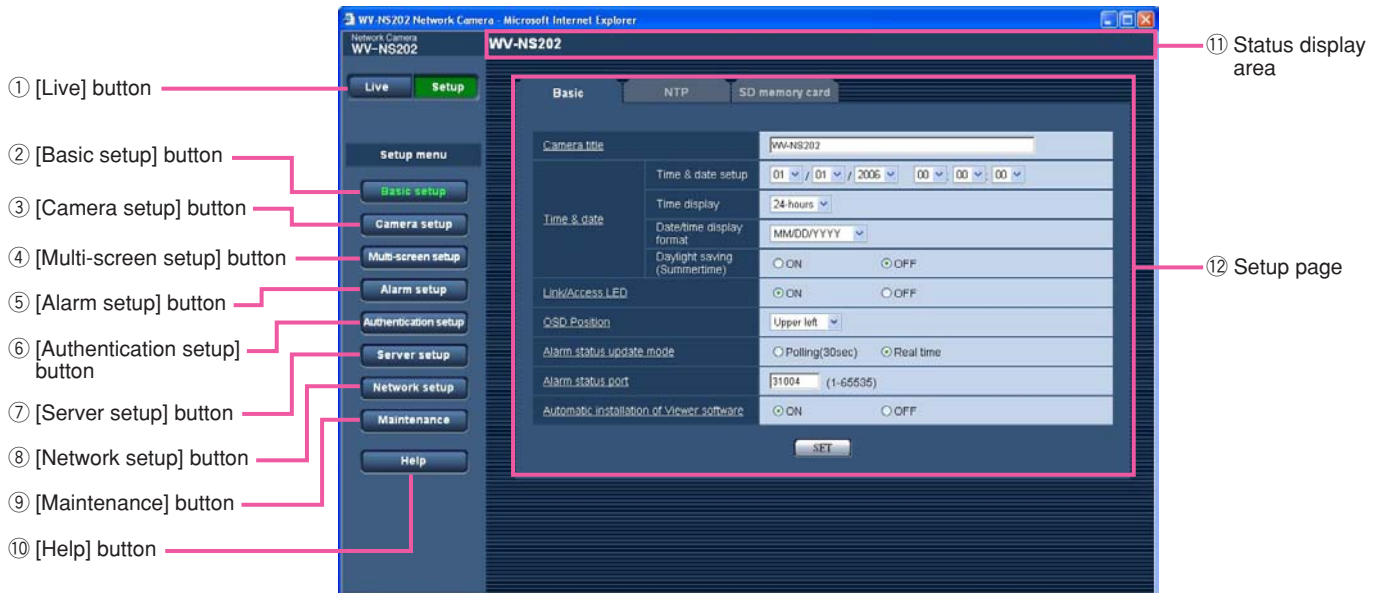 WV-NS202 Network Camera - Microsoft Internet Explorer
Network Camera
WV-NS202
WV-NS202
⑪ Status display
area
① [Live] button
Live Setup
Basic NTP SD memory card
② [Basic setup] button
Setup menu
Camera title WV-NS202
Basic setup
Time & date
Time & date setup 01 / 01 / 2006 00 : 00 : 00
③ [Camera setup] button
Camera setup
Time display 24-hours
Date/time display
format
MM/DD/YYYY
④ [Multi-screen setup] button
Multi-screen setup
Daylight saving
(Summertime)
ON OFF
⑫ Setup page
⑤ [Alarm setup] button
Alarm setup
Link/Access LED ON OFF
⑥ [Authentication setup]
button
Authentication setup
OSD Position Upper left
⑦ [Server setup] button
Server setup
Alarm status update mode Polling(30sec) Real time
⑧ [Network setup] button
Network setup
Alarm status port 31004 (1-65535)
⑨ [Maintenance] button
Maintenance
Automatic installation of Viewer software ON OFF
SET
⑩ [Help] button
Help